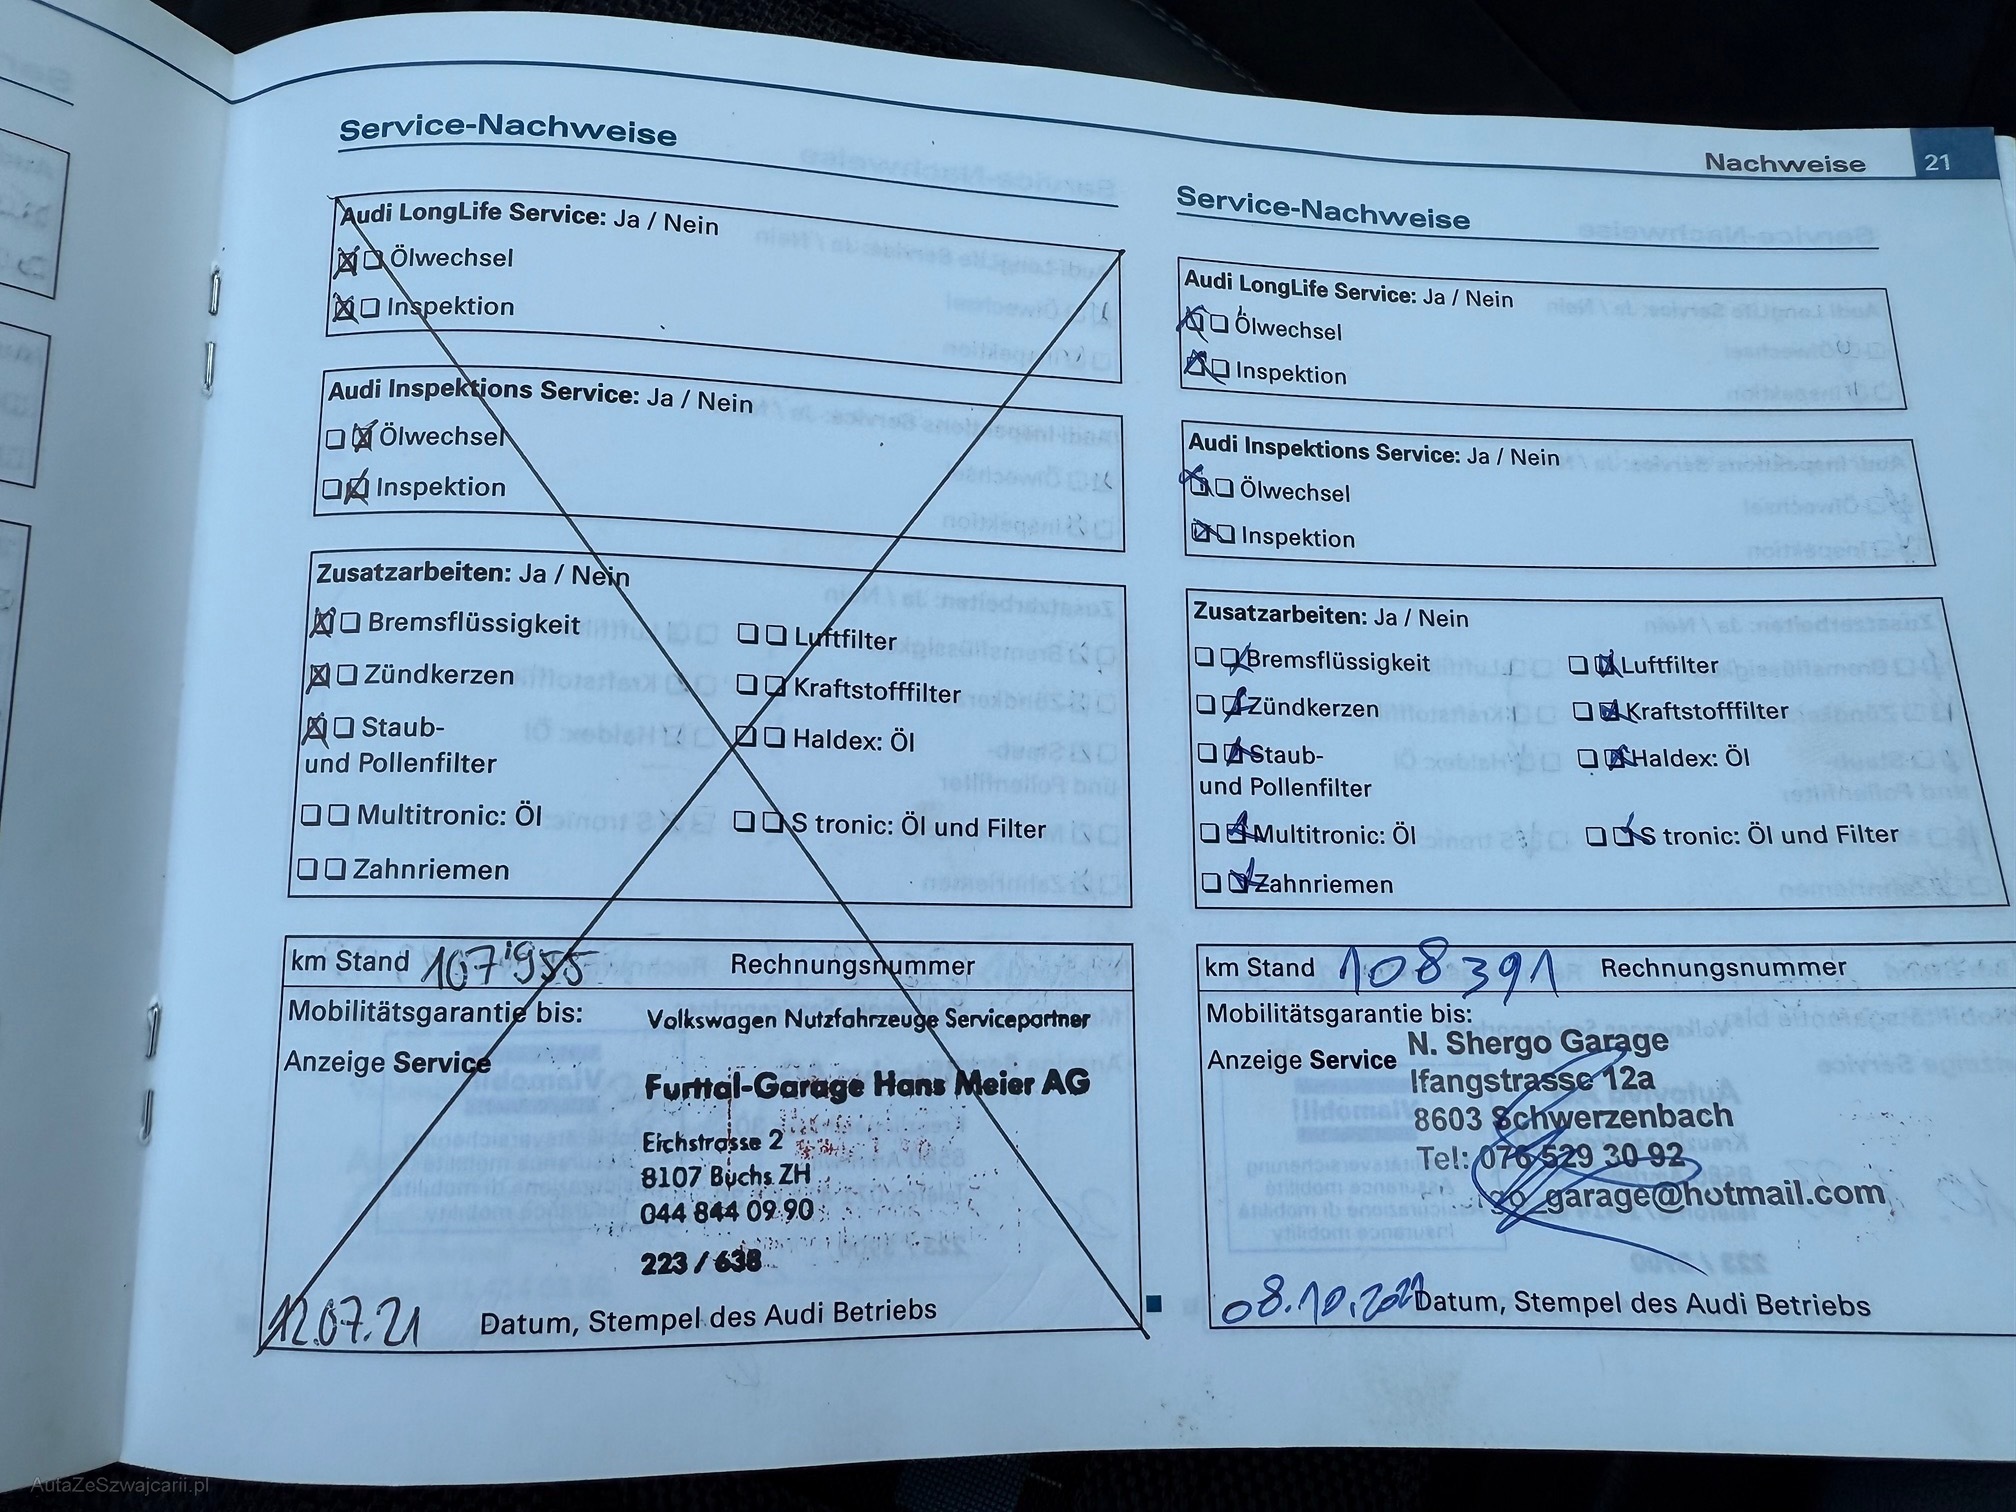 Nachweise 21
Service-Nachweise
Audi LongLife Service: Ja / Nein
Ölwechsel
Inspektion
Audi Inspektions Service: Ja / Nein
Ölwechsel
Inspektion
Zusatzarbeiten: Ja / Nein
Bremsflüssigkeit
Luftfilter
Zündkerzen
Kraftstofffilter
Staub-
und Pollenfilter
Haldex: Öl
Multitronic: Öl
S tronic: Öl und Filter
Zahnriemen
km Stand 107'955 Rechnungsnummer
Mobilitätsgarantie bis:
Volkswagen Nutzfahrzeuge Servicepartner
Anzeige Service
Furttal-Garage Hans Meier AG
Eichstrasse 2
8107 Buchs ZH
044 844 09 90
223 / 638
12.07.21 Datum, Stempel des Audi Betriebs
Service-Nachweise
Audi LongLife Service: Ja / Nein
Ölwechsel
Inspektion
Audi Inspektions Service: Ja / Nein
Ölwechsel
Inspektion
Zusatzarbeiten: Ja / Nein
Bremsflüssigkeit
Luftfilter
Zündkerzen
Kraftstofffilter
Staub-
und Pollenfilter
Haldex: Öl
Multitronic: Öl
S tronic: Öl und Filter
Zahnriemen
km Stand 108391 Rechnungsnummer
Mobilitätsgarantie bis:
Anzeige Service
N. Shergo Garage
Ifangstrasse 12a
8603 Schwerzenbach
Tel: 076 529 30 92
garage@hotmail.com
08.10.2021 Datum, Stempel des Audi Betriebs
AutaZeSzwajcarii.pl